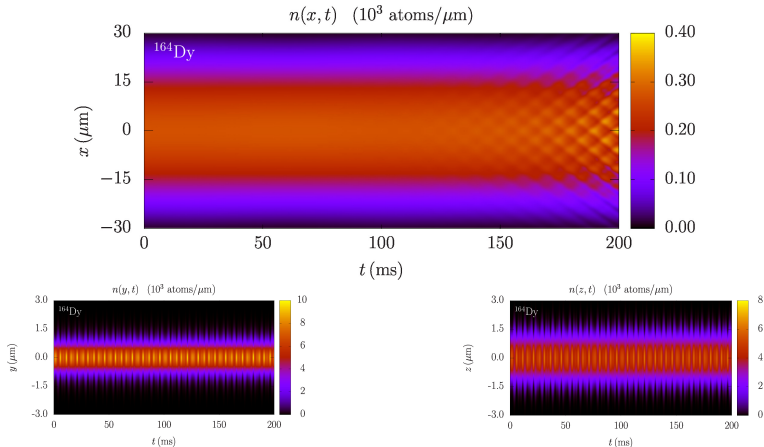 n(x, t) (10³ atoms/μm)
30
15
0
−15
−30
x (μm)
¹⁶⁴Dy
0.40
0.30
0.20
0.10
0.00
0 50 100 150 200
t (ms)
n(y, t) (10³ atoms/μm)
3.0
1.5
0.0
-1.5
-3.0
y (μm)
¹⁶⁴Dy
10
8
6
4
2
0
0 50 100 150 200
t (ms)
n(z, t) (10³ atoms/μm)
3.0
1.5
0.0
-1.5
-3.0
z (μm)
¹⁶⁴Dy
8
6
4
2
0
0 50 100 150 200
t (ms)